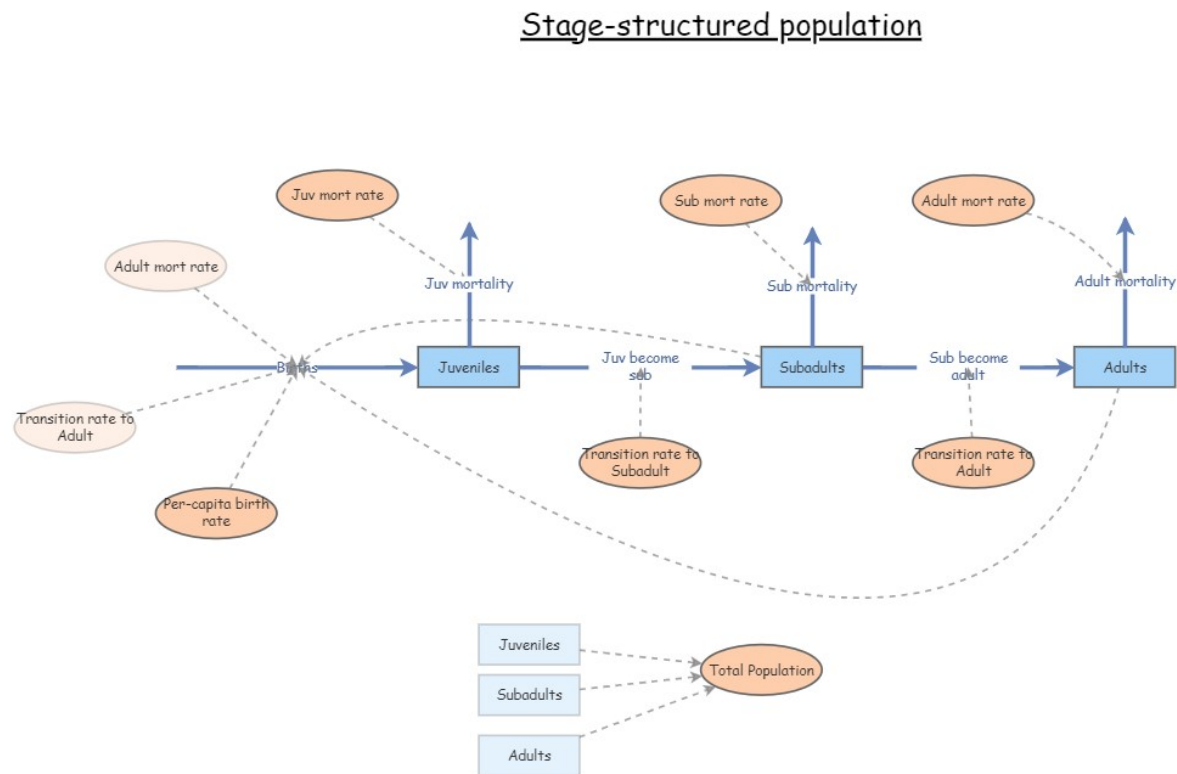 Stage-structured population
Juv mort rate
Sub mort rate
Adult mort rate
Adult mort rate
Juv mortality
Sub mortality
Adult mortality
Births
Juveniles
Juv become
sub
Subadults
Sub become
adult
Adults
Transition rate to
Adult
Transition rate to
Subadult
Transition rate to
Adult
Per-capita birth
rate
Juveniles
Total Population
Subadults
Adults